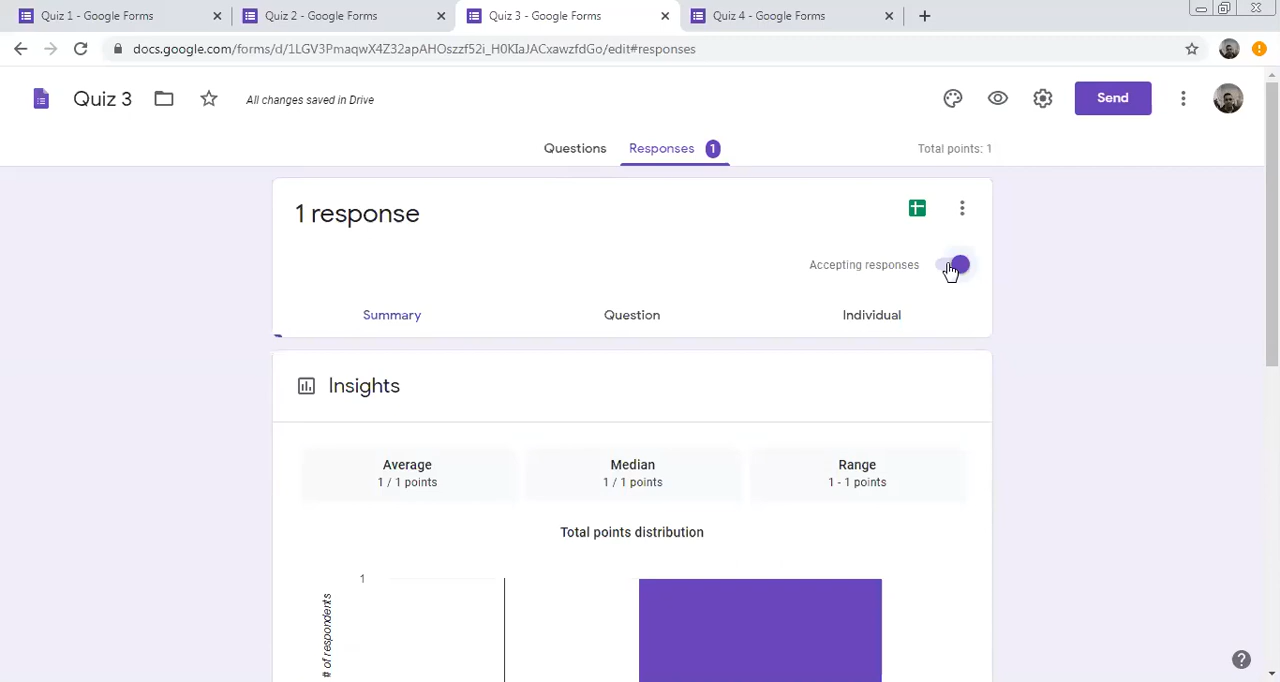 Quiz 1 - Google Forms
Quiz 2 - Google Forms
Quiz 3 - Google Forms
Quiz 4 - Google Forms
docs.google.com/forms/d/1LGV3PmaqwX4Z32apAHOszzf52i_H0KIaJACxawzfdGo/edit#responses
Quiz 3
All changes saved in Drive
Send
Questions
Responses 1
Total points: 1
1 response
Accepting responses
Summary
Question
Individual
Insights
Average
1 / 1 points
Median
1 / 1 points
Range
1 - 1 points
Total points distribution
1
# of respondents